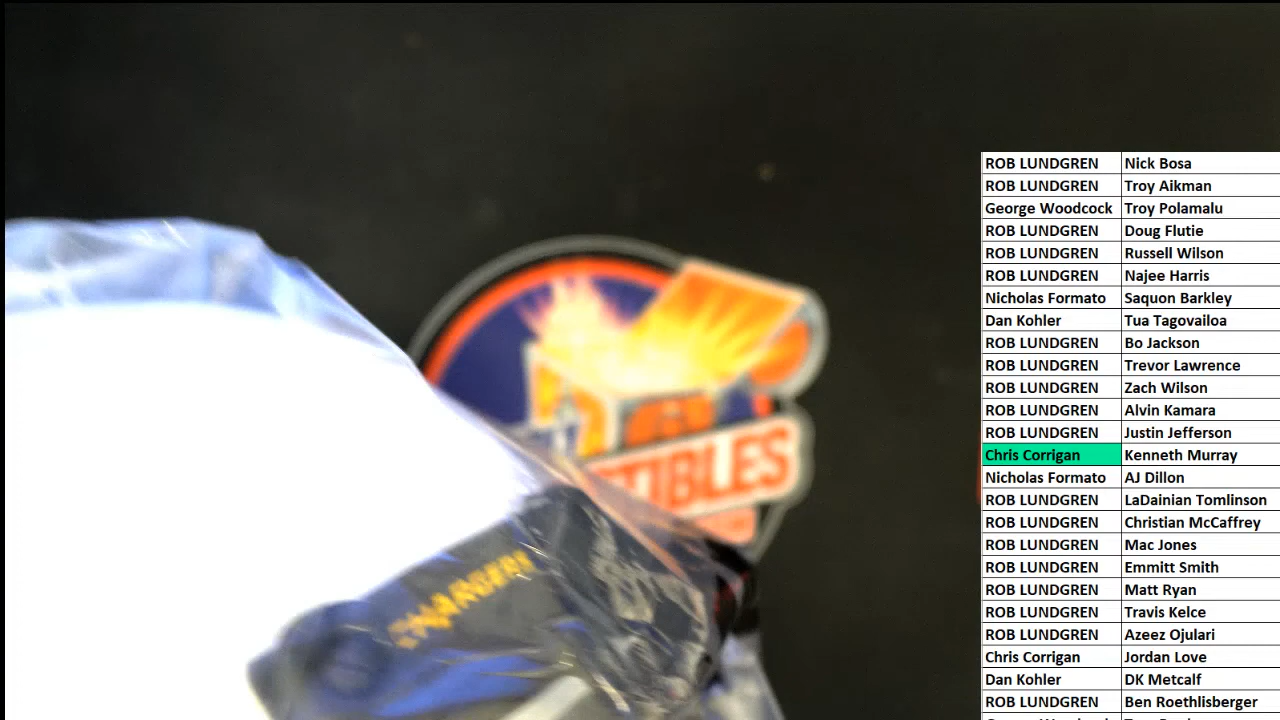 ROB LUNDGREN Nick Bosa
ROB LUNDGREN Troy Aikman
George Woodcock Troy Polamalu
ROB LUNDGREN Doug Flutie
ROB LUNDGREN Russell Wilson
ROB LUNDGREN Najee Harris
Nicholas Formato Saquon Barkley
Dan Kohler Tua Tagovailoa
ROB LUNDGREN Bo Jackson
ROB LUNDGREN Trevor Lawrence
ROB LUNDGREN Zach Wilson
ROB LUNDGREN Alvin Kamara
ROB LUNDGREN Justin Jefferson
Chris Corrigan Kenneth Murray
Nicholas Formato AJ Dillon
ROB LUNDGREN LaDainian Tomlinson
ROB LUNDGREN Christian McCaffrey
ROB LUNDGREN Mac Jones
ROB LUNDGREN Emmitt Smith
ROB LUNDGREN Matt Ryan
ROB LUNDGREN Travis Kelce
ROB LUNDGREN Azeez Ojulari
Chris Corrigan Jordan Love
Dan Kohler DK Metcalf
ROB LUNDGREN Ben Roethlisberger
TIBLES
CHARGERS